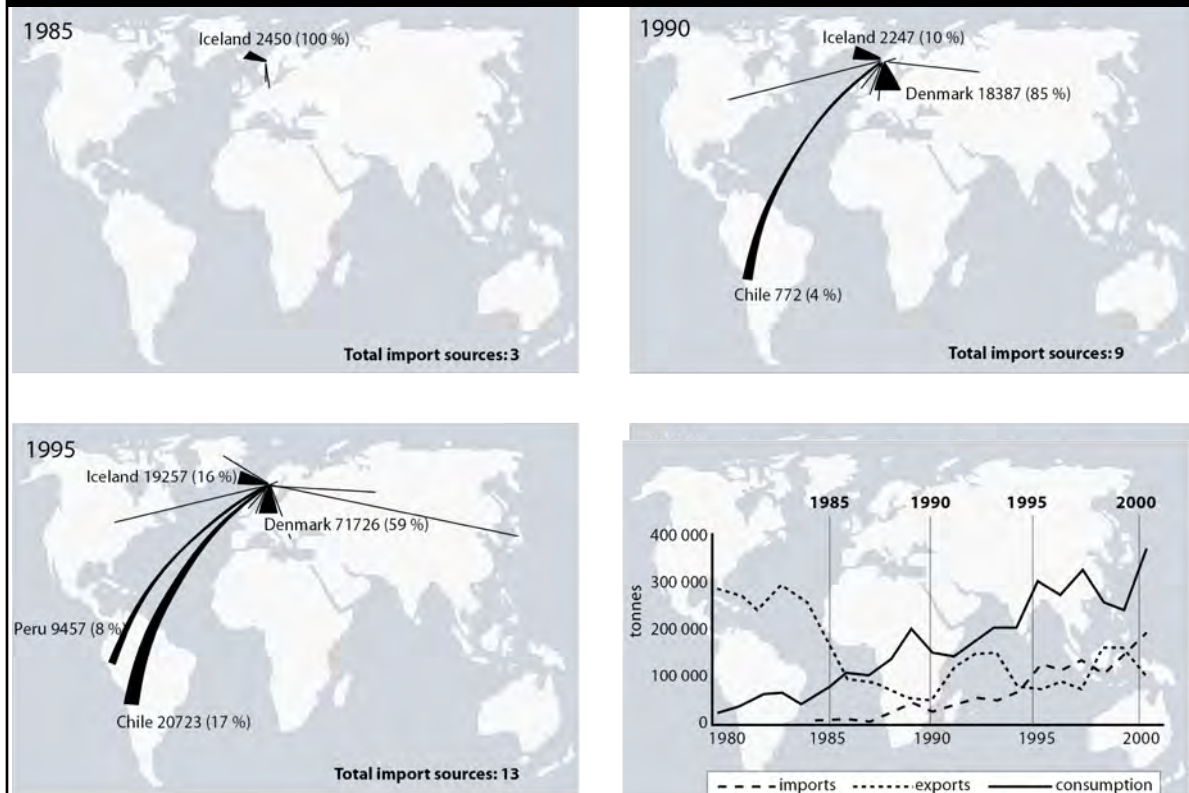 1985
Iceland 2450 (100 %)
Total import sources: 3
1990
Iceland 2247 (10 %)
Denmark 18387 (85 %)
Chile 772 (4 %)
Total import sources: 9
1995
Iceland 19257 (16 %)
Denmark 71726 (59 %)
Peru 9457 (8 %)
Chile 20723 (17 %)
Total import sources: 13
1985 1990 1995 2000
400 000
300 000
200 000
100 000
0
tonnes
1980 1985 1990 1995 2000
imports exports consumption